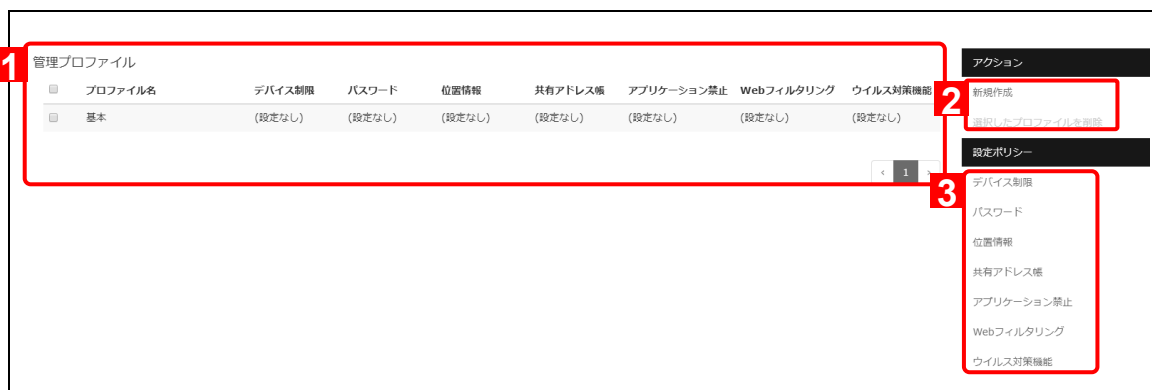 1
管理プロファイル
プロファイル名 デバイス制限 パスワード 位置情報 共有アドレス帳 アプリケーション禁止 Webフィルタリング ウイルス対策機能
基本 (設定なし) (設定なし) (設定なし) (設定なし) (設定なし) (設定なし) (設定なし)
< 1 >
アクション
2
新規作成
選択したプロファイルを削除
設定ポリシー
3
デバイス制限
パスワード
位置情報
共有アドレス帳
アプリケーション禁止
Webフィルタリング
ウイルス対策機能